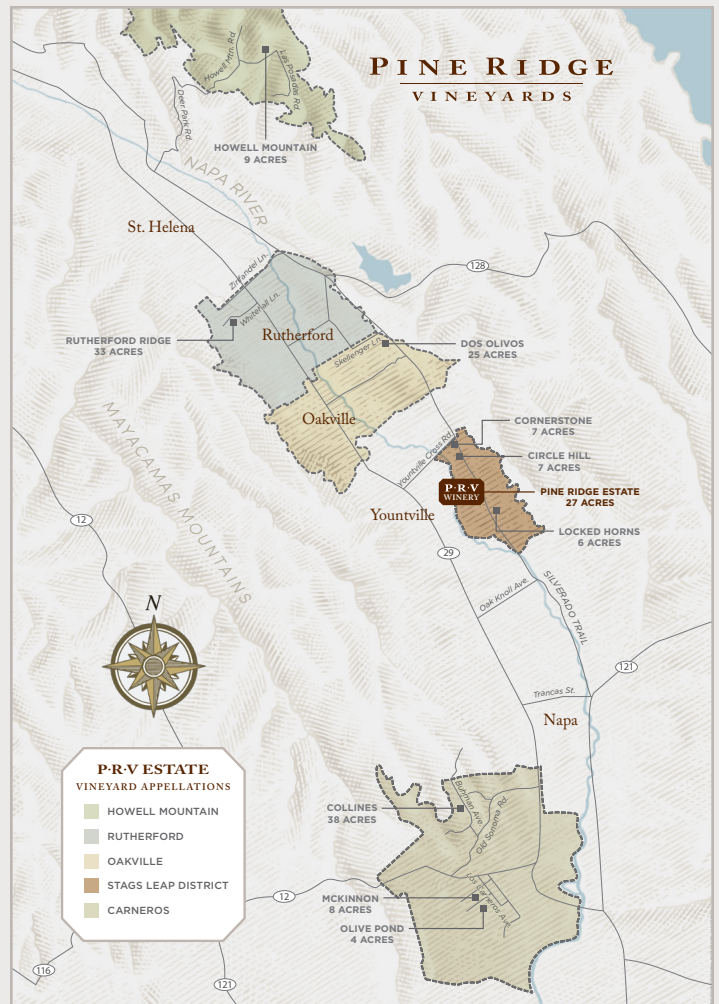 PINE RIDGE
VINEYARDS
Howell Mtn. Rd
Las Posadas Rd.
Deer Park Rd.
HOWELL MOUNTAIN
9 ACRES
NAPA RIVER
St. Helena
128
Zinfandel Ln.
Whitehall Ln.
RUTHERFORD RIDGE
33 ACRES
Rutherford
Skellenger Ln.
DOS OLIVOS
25 ACRES
Oakville
MAYACAMAS MOUNTAINS
Yountville Cross Rd.
CORNERSTONE
7 ACRES
CIRCLE HILL
7 ACRES
P·R·V
WINERY
PINE RIDGE ESTATE
27 ACRES
Yountville
LOCKED HORNS
6 ACRES
12
29
Oak Knoll Ave.
SILVERADO TRAIL
N
121
Trancas St.
Napa
P·R·V ESTATE
VINEYARD APPELLATIONS
HOWELL MOUNTAIN
RUTHERFORD
OAKVILLE
STAGS LEAP DISTRICT
CARNEROS
COLLINES
38 ACRES
Buhman Ave.
Old Sonoma Rd.
Los Carneros Ave.
12
MCKINNON
8 ACRES
OLIVE POND
4 ACRES
116
121